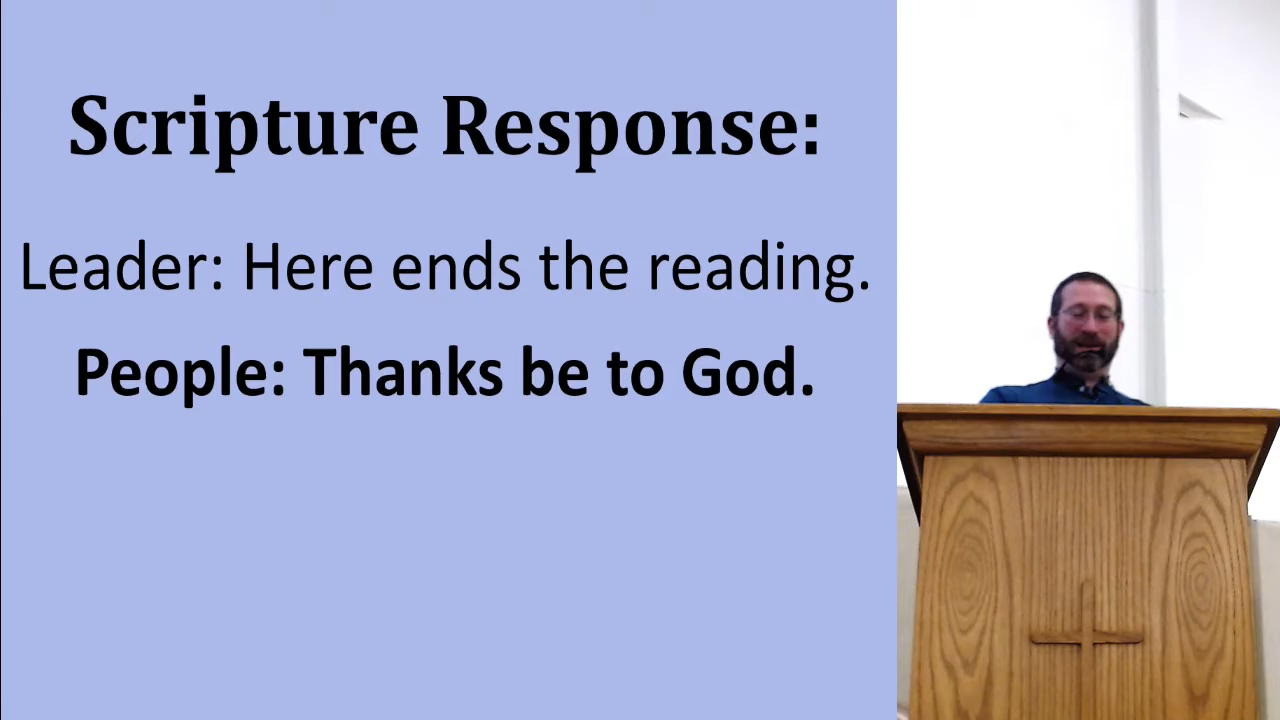 Scripture Response:
Leader: Here ends the reading.
People: Thanks be to God.